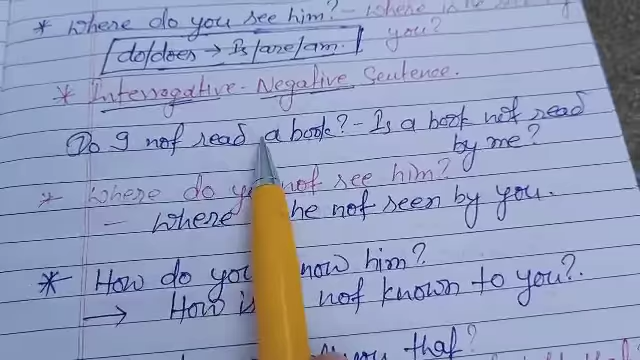 * Where do you see him? - Where is
you?
do/does → Is/are/am.
* Interrogative - Negative Sentence.
Do I not read a book? - Is a book not read
by me?
* Where do not see him?
- Where he not seen by you.
* How do you now him?
→ How is not known to you?
you that?